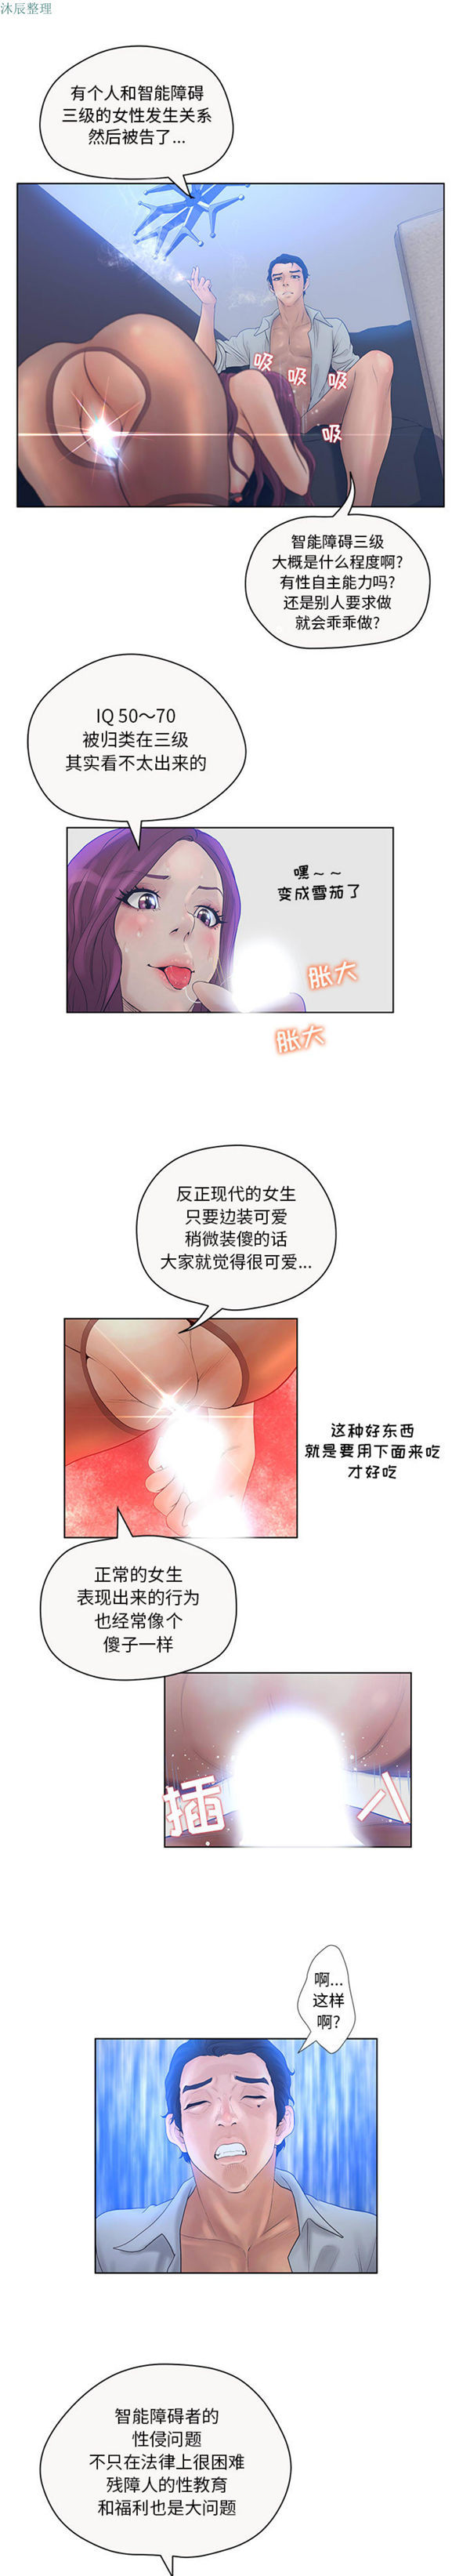 沐辰整理
有个人和智能障碍
三级的女性发生关系
然后被告了...
吸
吸
吸
吸
智能障碍三级
大概是什么程度啊?
有性自主能力吗?
还是别人要求做
就会乖乖做?
IQ 50～70
被归类在三级
其实看不太出来的
嘿~~
变成雪茄了
胀大
胀大
反正现代的女生
只要边装可爱
稍微装傻的话
大家就觉得很可爱...
这种好东西
就是要用下面来吃
才好吃
正常的女生
表现出来的行为
也经常像个
傻子一样
插
啊...
这样
啊?
智能障碍者的
性侵问题
不只在法律上很困难
残障人的性教育
和福利也是大问题